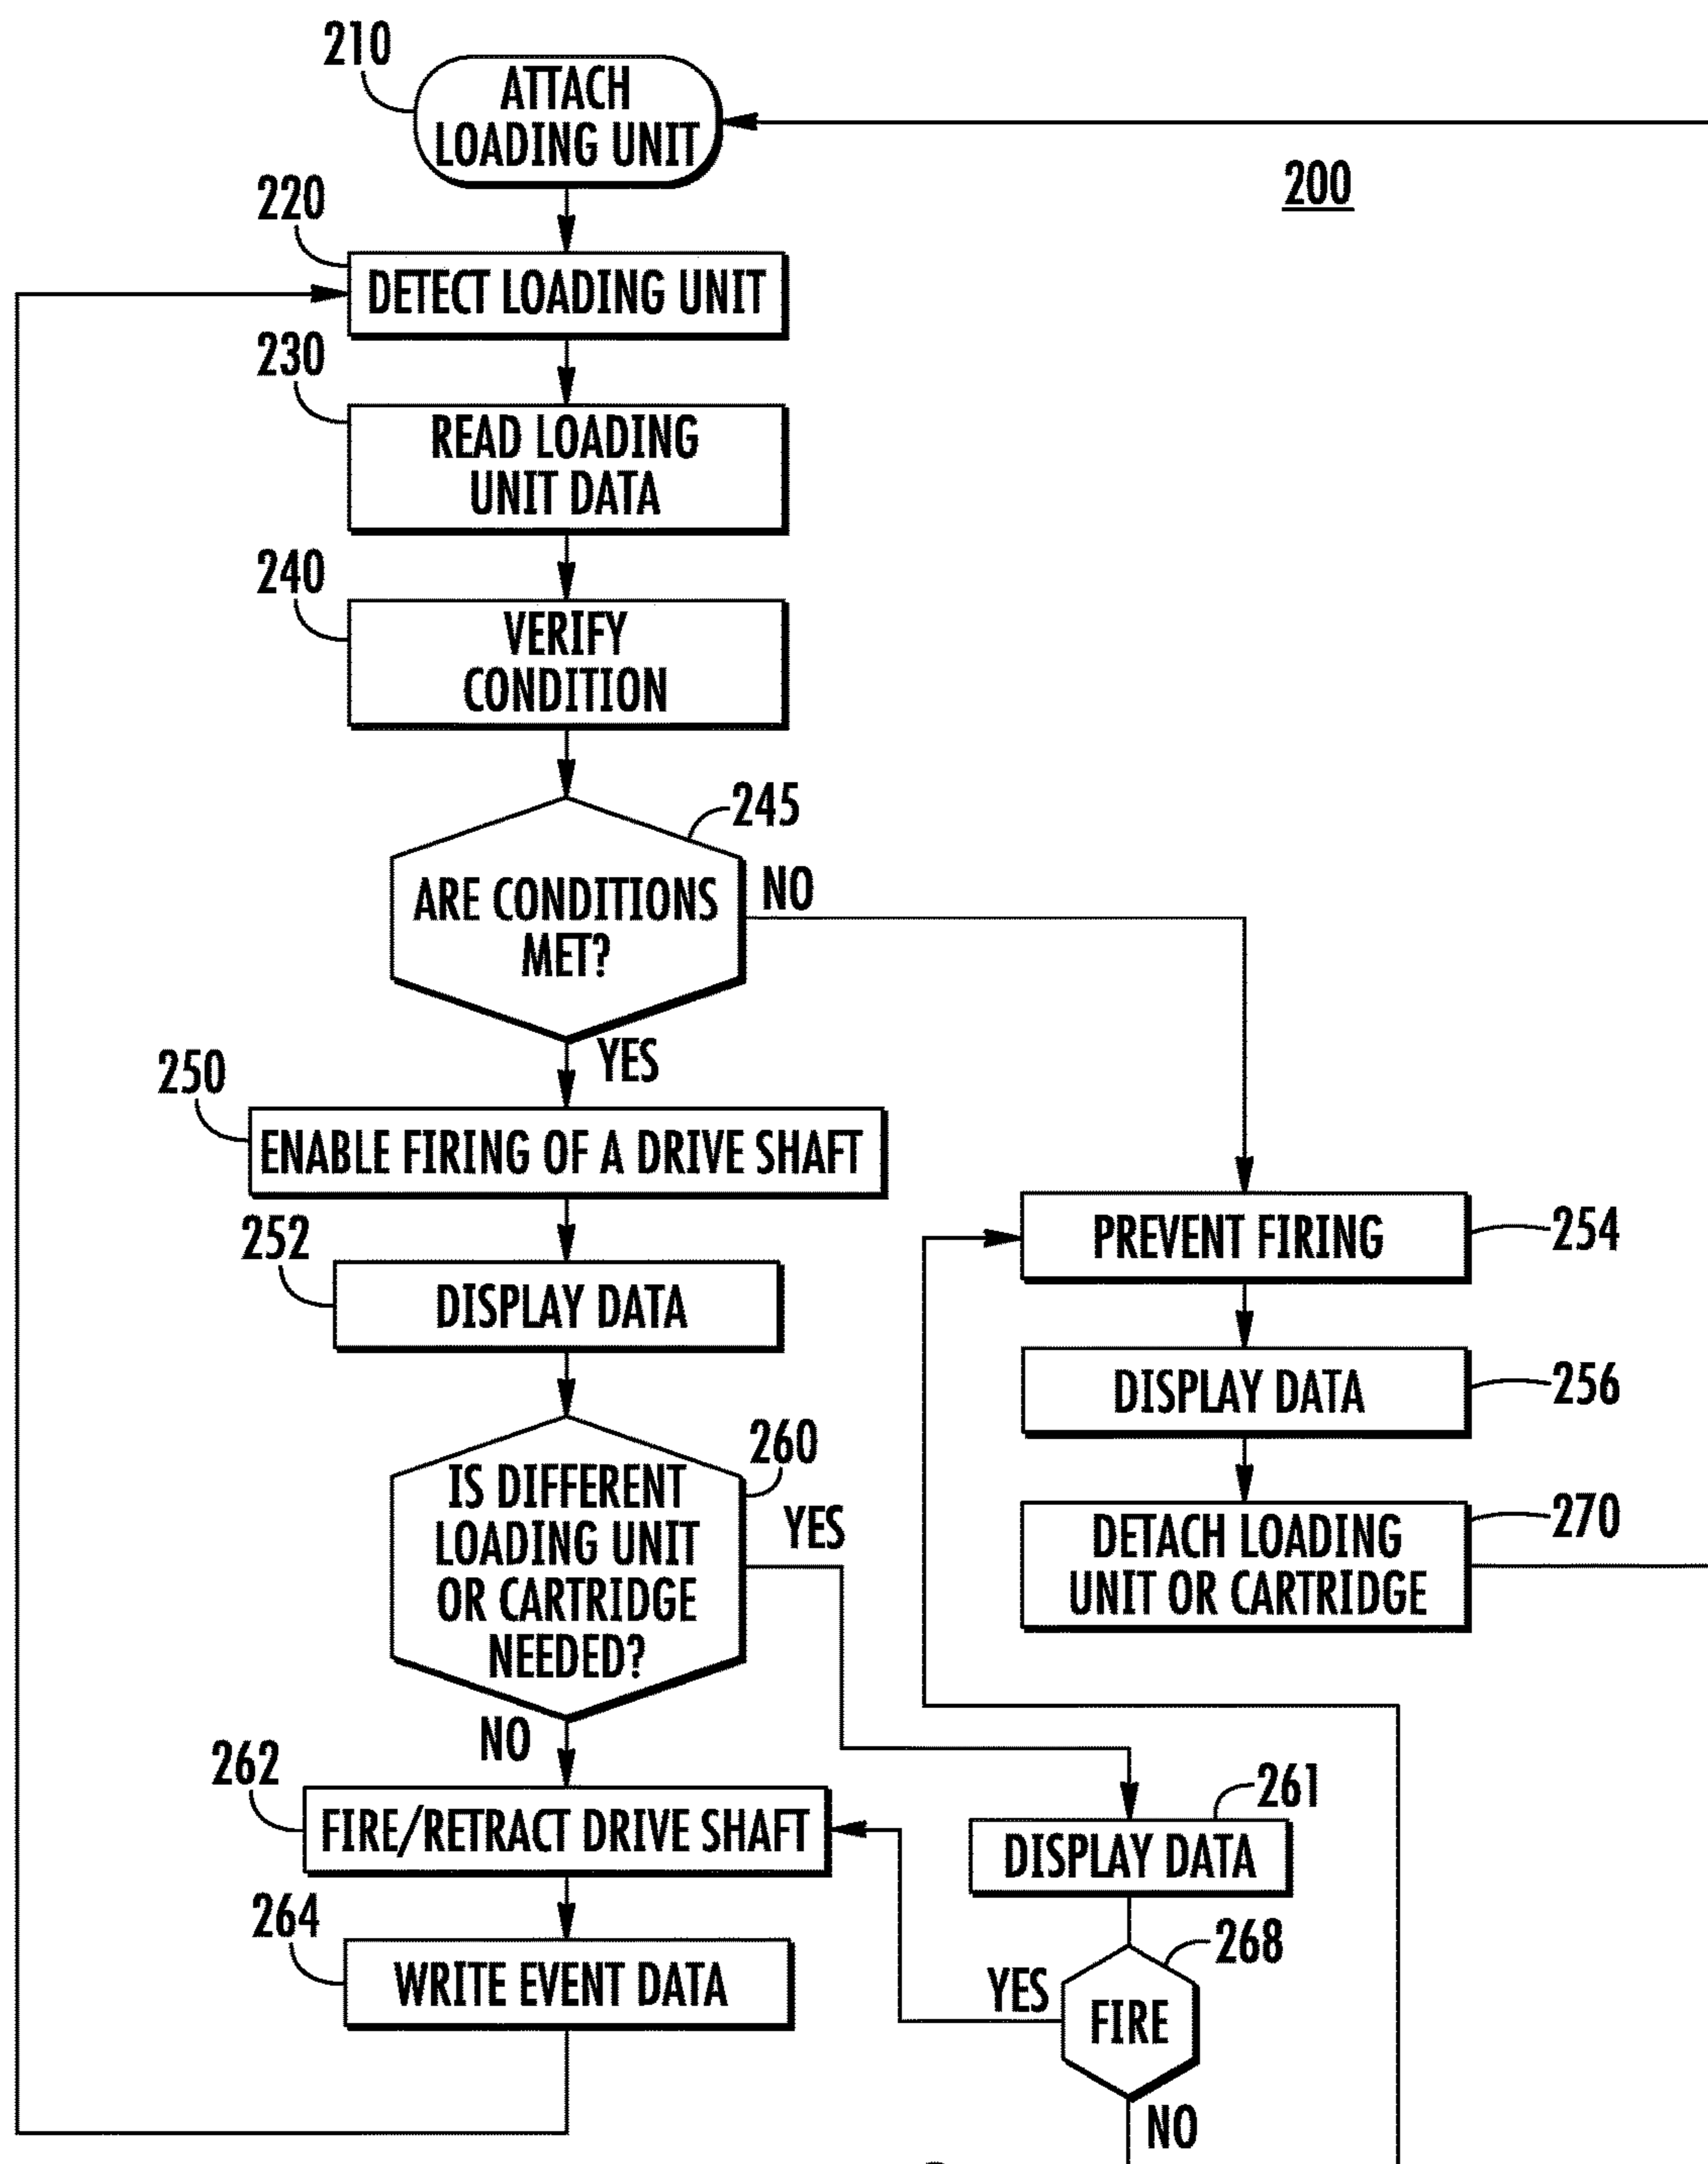 210
ATTACH
LOADING UNIT
200
220
DETECT LOADING UNIT
230
READ LOADING
UNIT DATA
240
VERIFY
CONDITION
245
ARE CONDITIONS
MET?
NO
YES
250
ENABLE FIRING OF A DRIVE SHAFT
252
DISPLAY DATA
PREVENT FIRING
254
DISPLAY DATA
256
260
IS DIFFERENT
LOADING UNIT
OR CARTRIDGE
NEEDED?
YES
DETACH LOADING
UNIT OR CARTRIDGE
270
NO
262
FIRE/RETRACT DRIVE SHAFT
261
DISPLAY DATA
264
WRITE EVENT DATA
268
YES
FIRE
NO